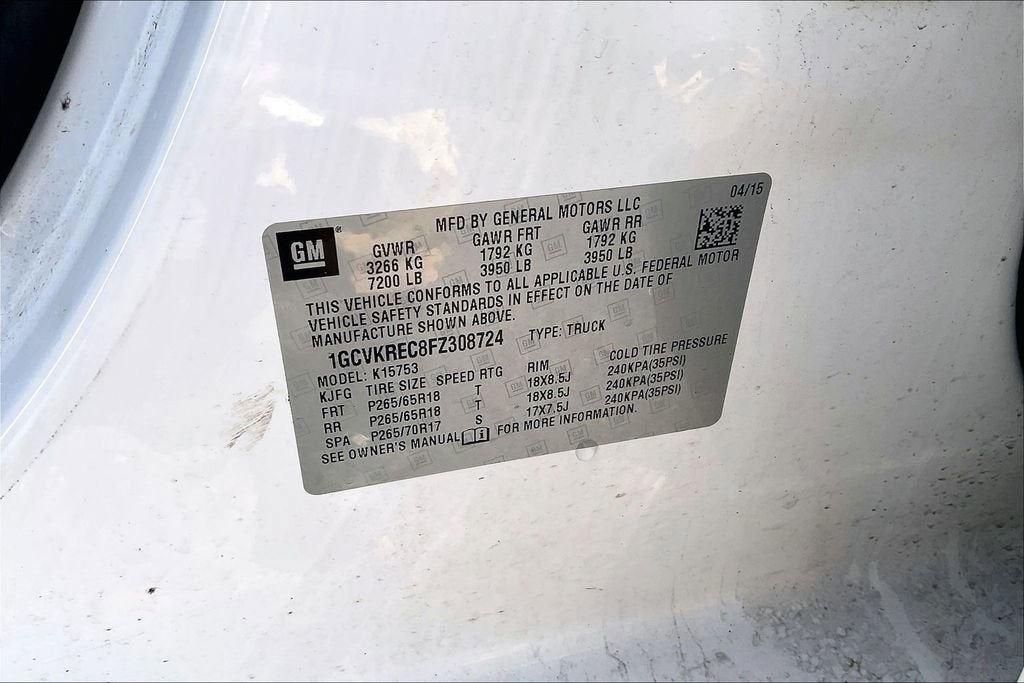 04/15
MFD BY GENERAL MOTORS LLC
GM®
GVWR GAWR FRT GAWR RR
3266 KG 1792 KG 1792 KG
7200 LB 3950 LB 3950 LB
THIS VEHICLE CONFORMS TO ALL APPLICABLE U.S. FEDERAL MOTOR
VEHICLE SAFETY STANDARDS IN EFFECT ON THE DATE OF
MANUFACTURE SHOWN ABOVE.
1GCVKREC8FZ308724 TYPE: TRUCK
MODEL: K15753
KJFG TIRE SIZE SPEED RTG RIM COLD TIRE PRESSURE
FRT P265/65R18 T 18X8.5J 240KPA(35PSI)
RR P265/65R18 T 18X8.5J 240KPA(35PSI)
SPA P265/70R17 S 17X7.5J 240KPA(35PSI)
SEE OWNER'S MANUAL FOR MORE INFORMATION.